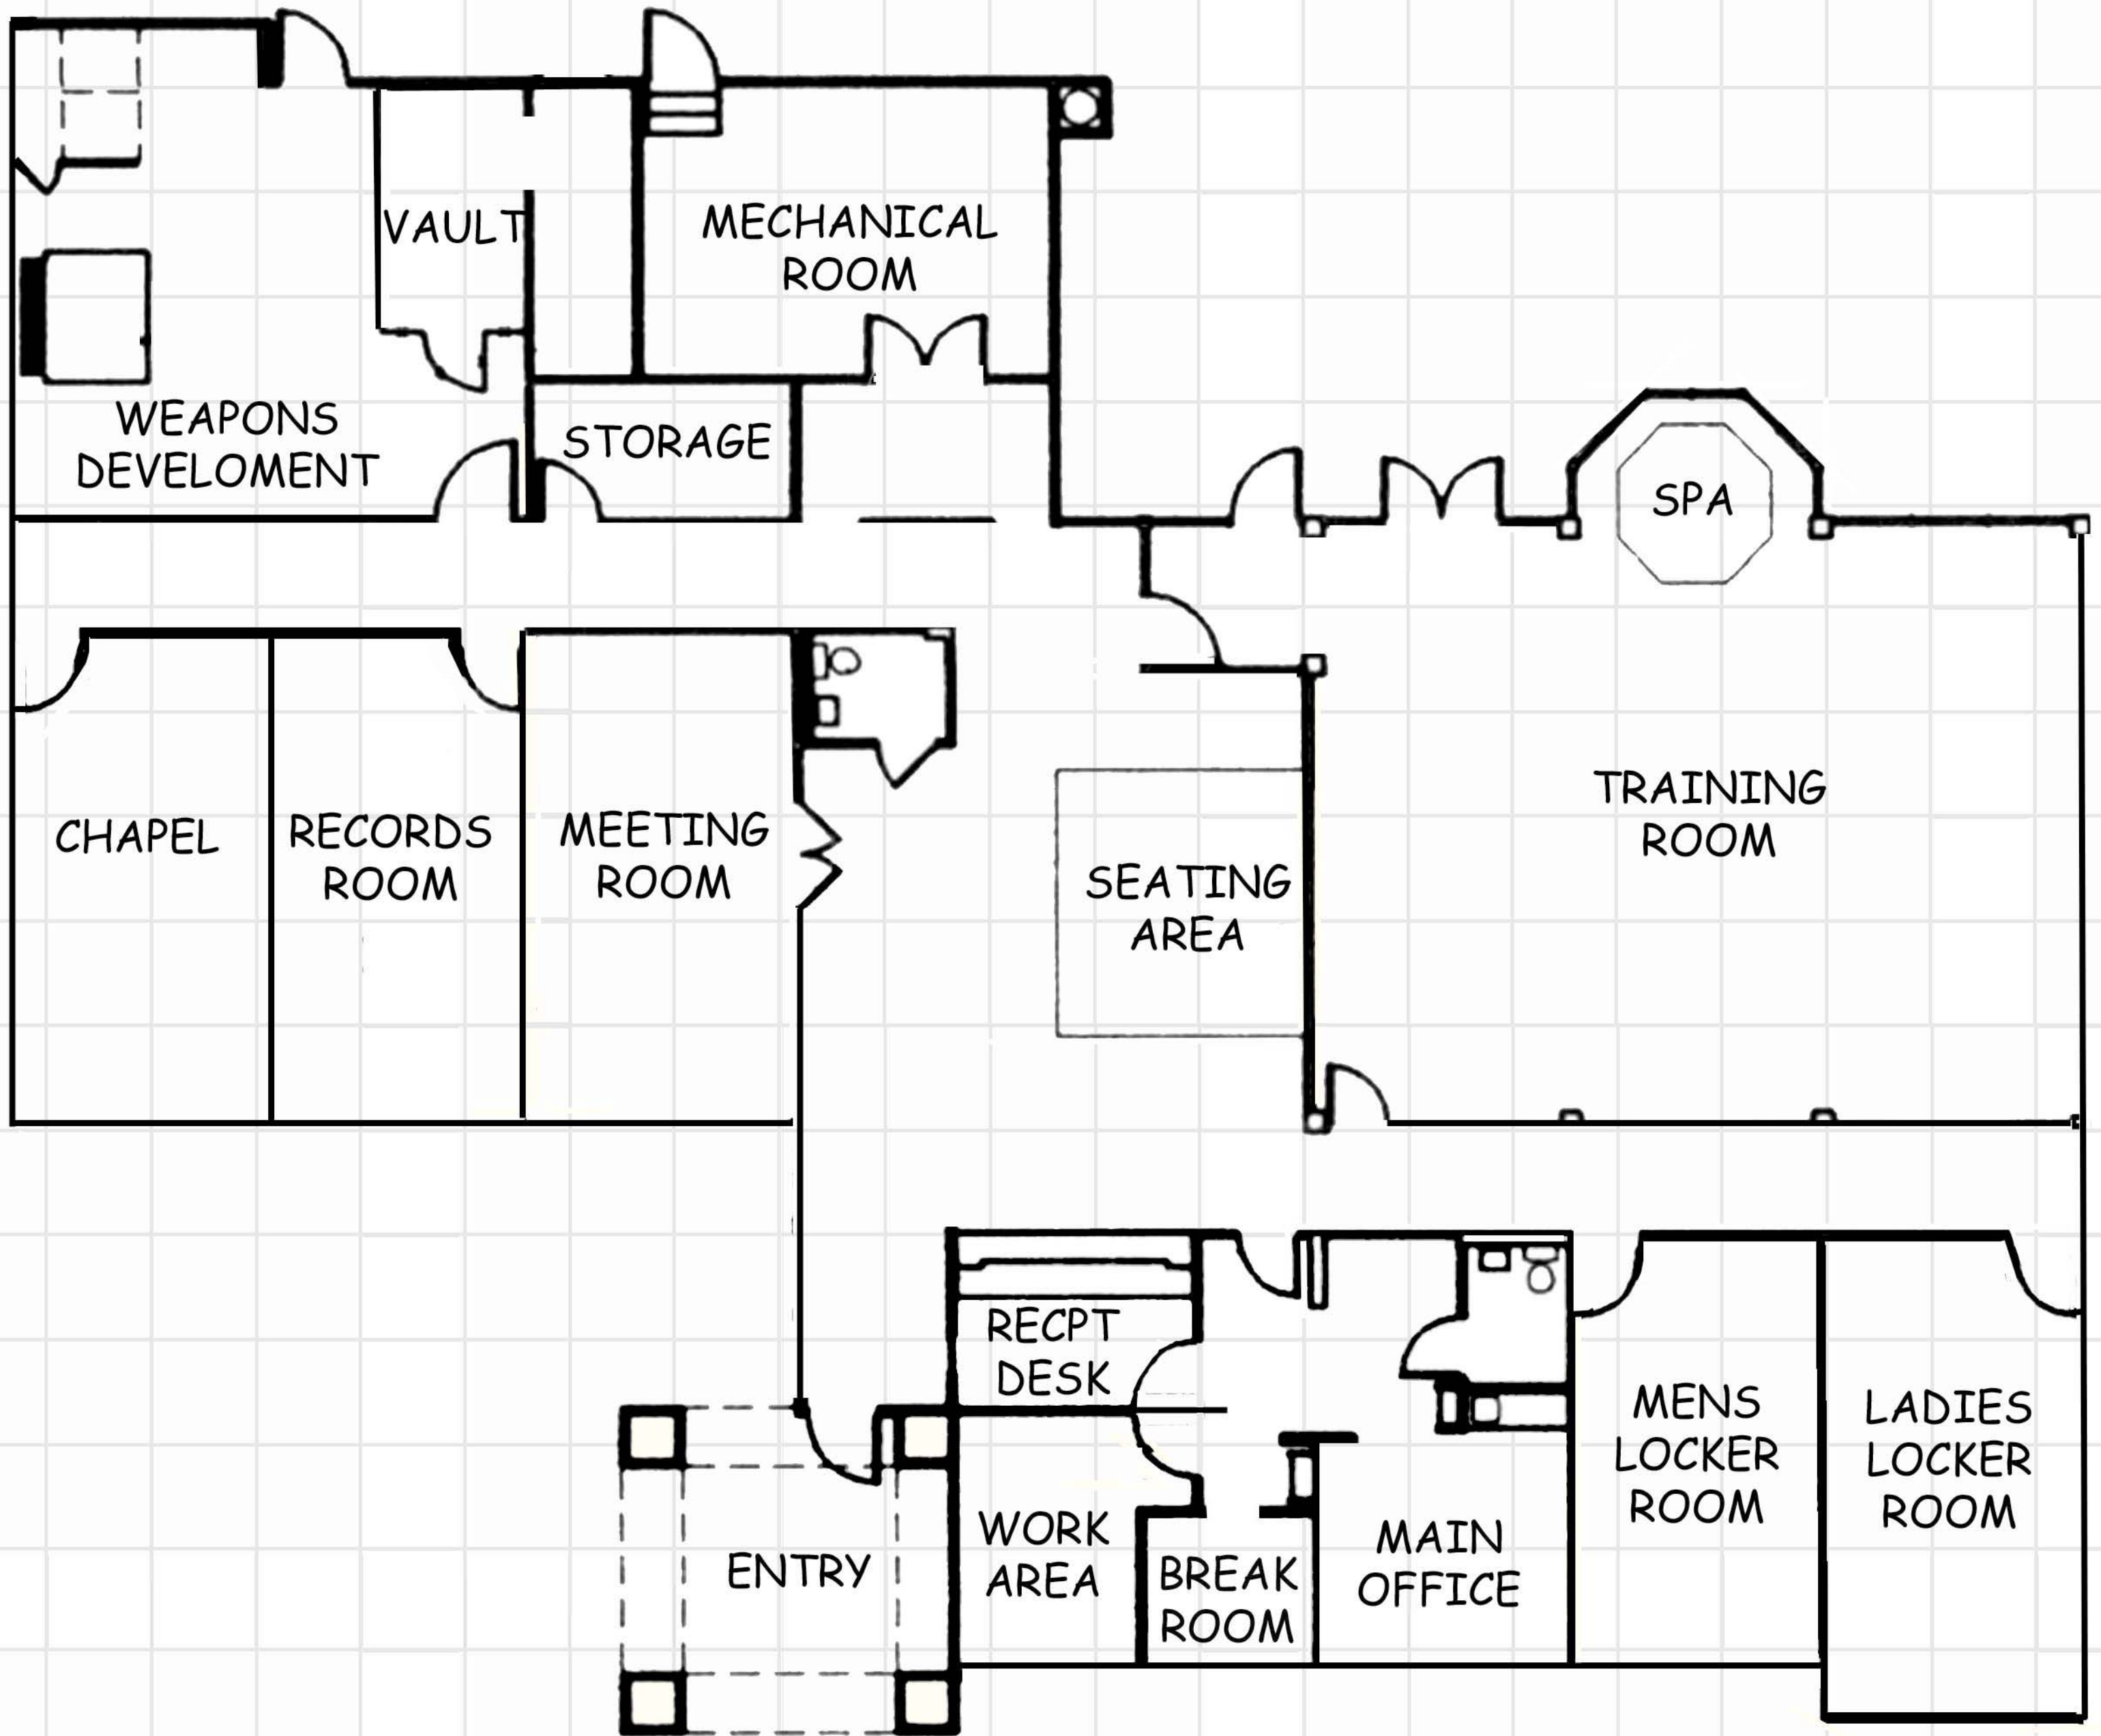 VAULT
MECHANICAL
ROOM
WEAPONS
DEVELOMENT
STORAGE
SPA
CHAPEL
RECORDS
ROOM
MEETING
ROOM
SEATING
AREA
TRAINING
ROOM
RECPT
DESK
WORK
AREA
ENTRY
BREAK
ROOM
MAIN
OFFICE
MENS
LOCKER
ROOM
LADIES
LOCKER
ROOM